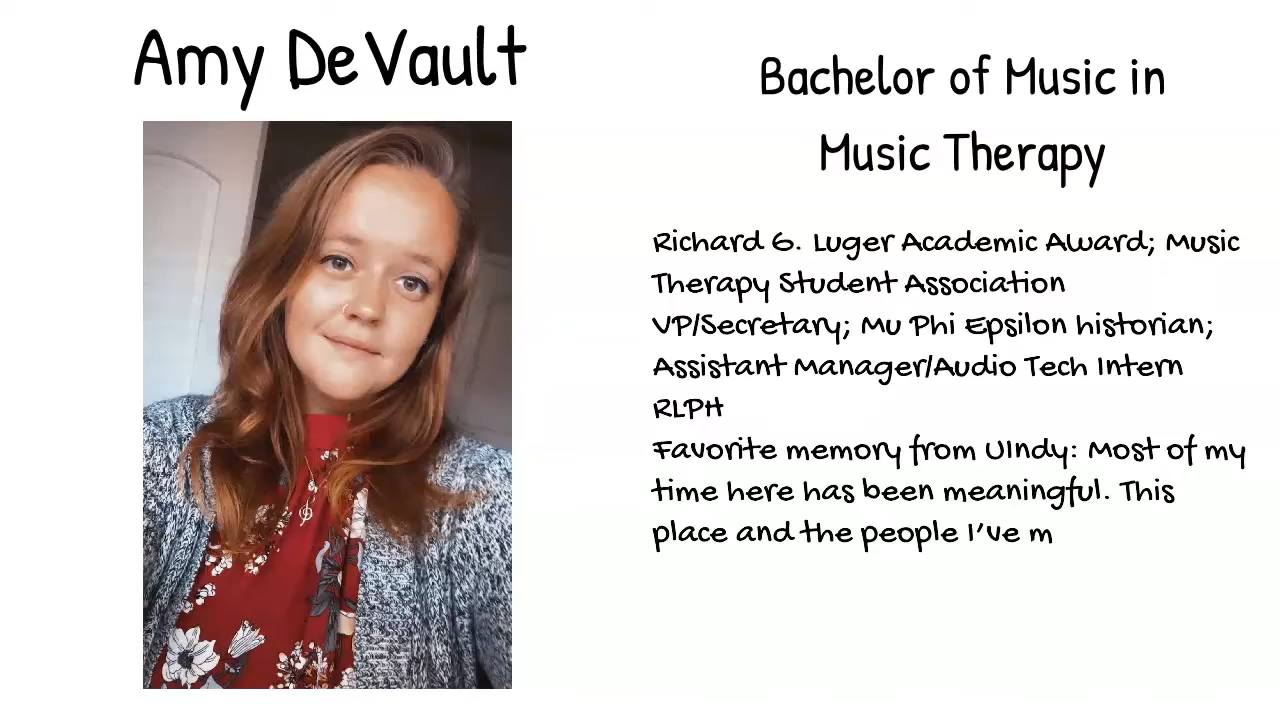 Amy DeVault
Bachelor of Music in
Music Therapy
Richard G. Luger Academic Award; Music
Therapy Student Association
VP/Secretary; Mu Phi Epsilon historian;
Assistant Manager/Audio Tech Intern
RLPH
Favorite memory from UIndy: Most of my
time here has been meaningful. This
place and the people I've m